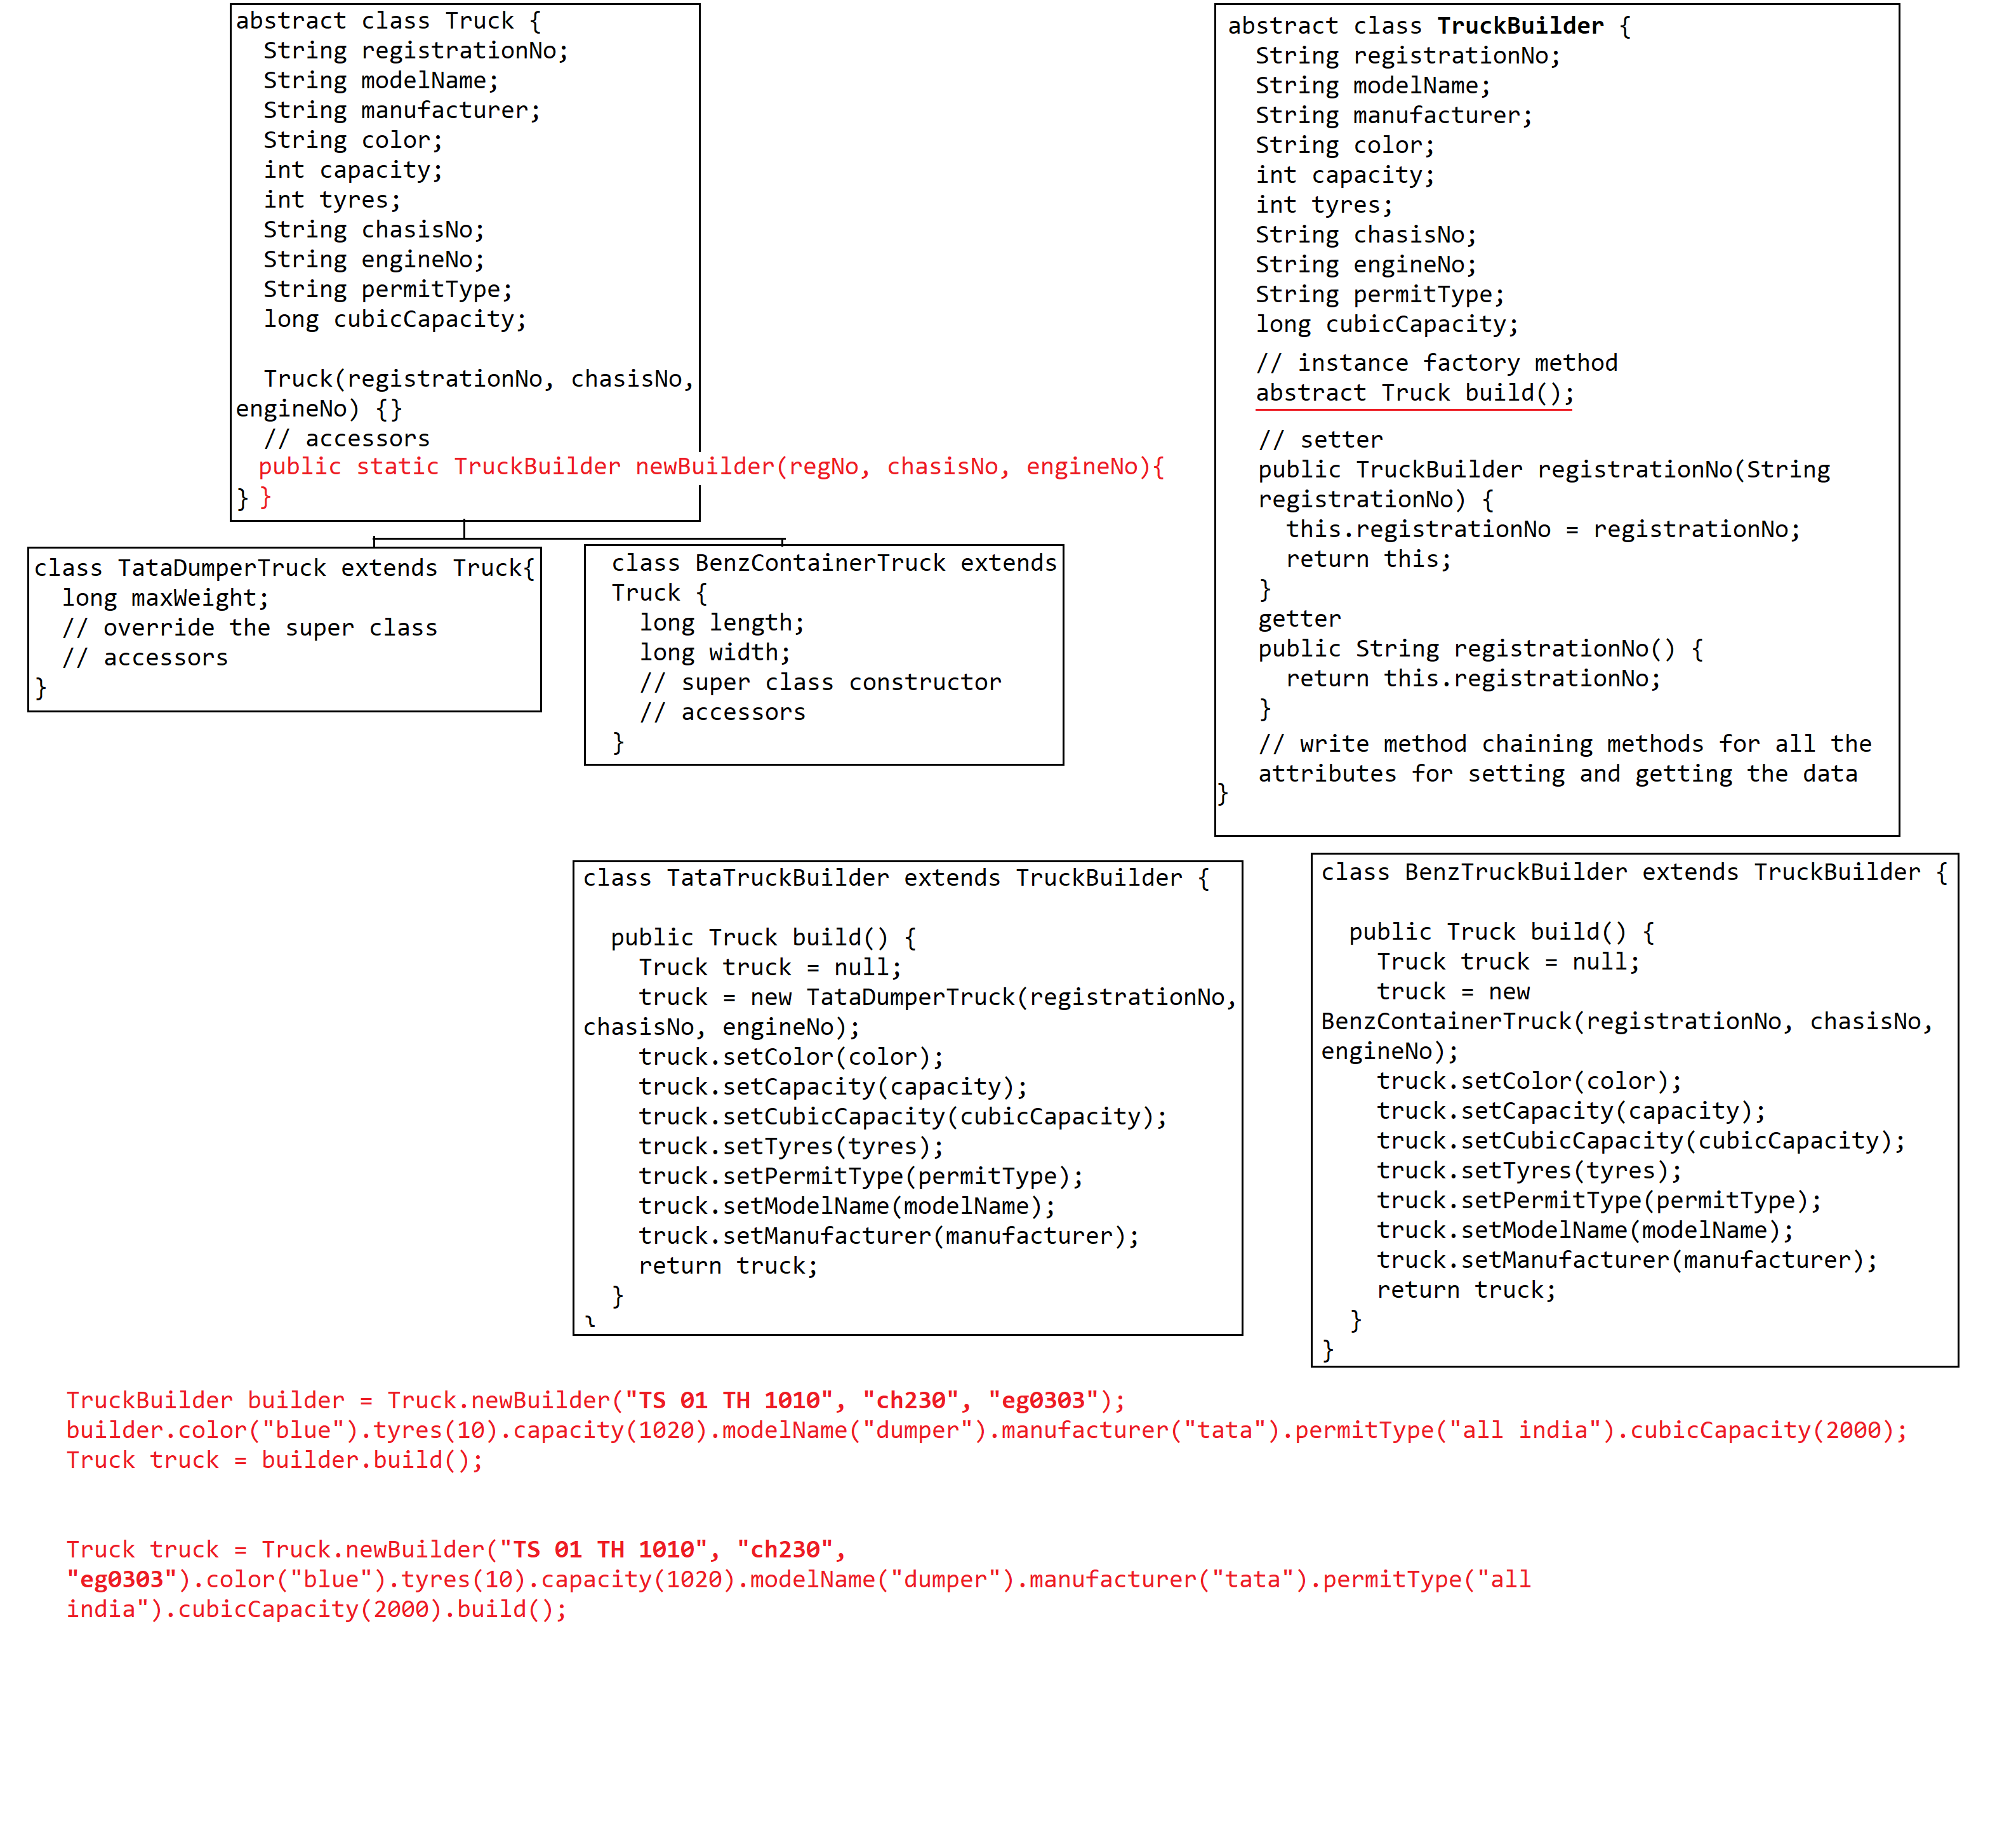 abstract class Truck {
String registrationNo;
String modelName;
String manufacturer;
String color;
int capacity;
int tyres;
String chasisNo;
String engineNo;
String permitType;
long cubicCapacity;
Truck(registrationNo, chasisNo,
engineNo) {}
// accessors
public static TruckBuilder newBuilder(regNo, chasisNo, engineNo){
} }
class TataDumperTruck extends Truck{
long maxWeight;
// override the super class
// accessors
}
class BenzContainerTruck extends
Truck {
long length;
long width;
// super class constructor
// accessors
}
abstract class TruckBuilder {
String registrationNo;
String modelName;
String manufacturer;
String color;
int capacity;
int tyres;
String chasisNo;
String engineNo;
String permitType;
long cubicCapacity;
// instance factory method
abstract Truck build();
// setter
public TruckBuilder registrationNo(String
registrationNo) {
this.registrationNo = registrationNo;
return this;
}
getter
public String registrationNo() {
return this.registrationNo;
}
// write method chaining methods for all the
attributes for setting and getting the data
}
class TataTruckBuilder extends TruckBuilder {
public Truck build() {
Truck truck = null;
truck = new TataDumperTruck(registrationNo,
chasisNo, engineNo);
truck.setColor(color);
truck.setCapacity(capacity);
truck.setCubicCapacity(cubicCapacity);
truck.setTyres(tyres);
truck.setPermitType(permitType);
truck.setModelName(modelName);
truck.setManufacturer(manufacturer);
return truck;
}
}
class BenzTruckBuilder extends TruckBuilder {
public Truck build() {
Truck truck = null;
truck = new
BenzContainerTruck(registrationNo, chasisNo,
engineNo);
truck.setColor(color);
truck.setCapacity(capacity);
truck.setCubicCapacity(cubicCapacity);
truck.setTyres(tyres);
truck.setPermitType(permitType);
truck.setModelName(modelName);
truck.setManufacturer(manufacturer);
return truck;
}
}
TruckBuilder builder = Truck.newBuilder("TS 01 TH 1010", "ch230", "eg0303");
builder.color("blue").tyres(10).capacity(1020).modelName("dumper").manufacturer("tata").permitType("all india").cubicCapacity(2000);
Truck truck = builder.build();
Truck truck = Truck.newBuilder("TS 01 TH 1010", "ch230",
"eg0303").color("blue").tyres(10).capacity(1020).modelName("dumper").manufacturer("tata").permitType("all
india").cubicCapacity(2000).build();